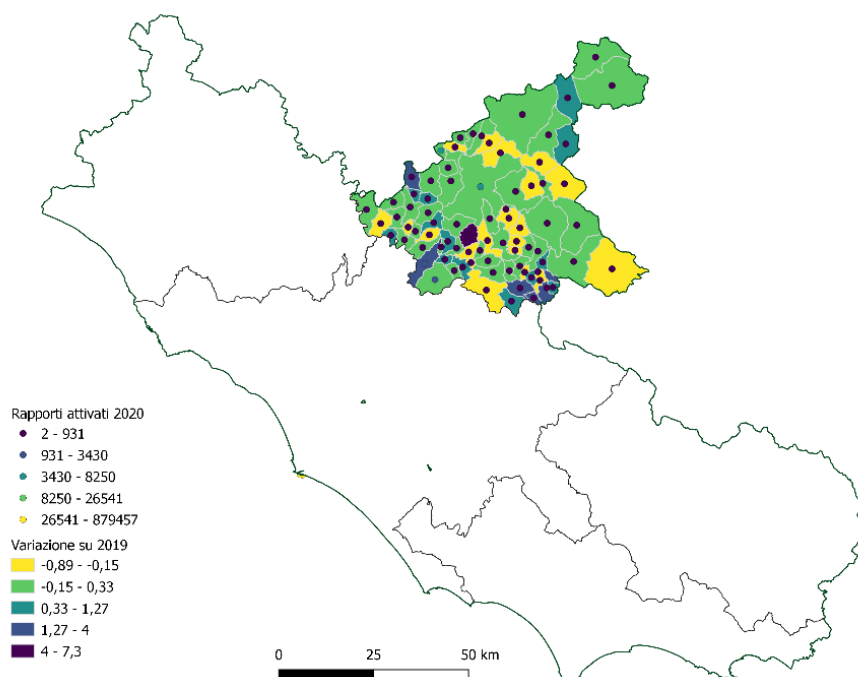 Rapporti attivati 2020
2 - 931
931 - 3430
3430 - 8250
8250 - 26541
26541 - 879457
Variazione su 2019
-0,89 - -0,15
-0,15 - 0,33
0,33 - 1,27
1,27 - 4
4 - 7,3
0 25 50 km